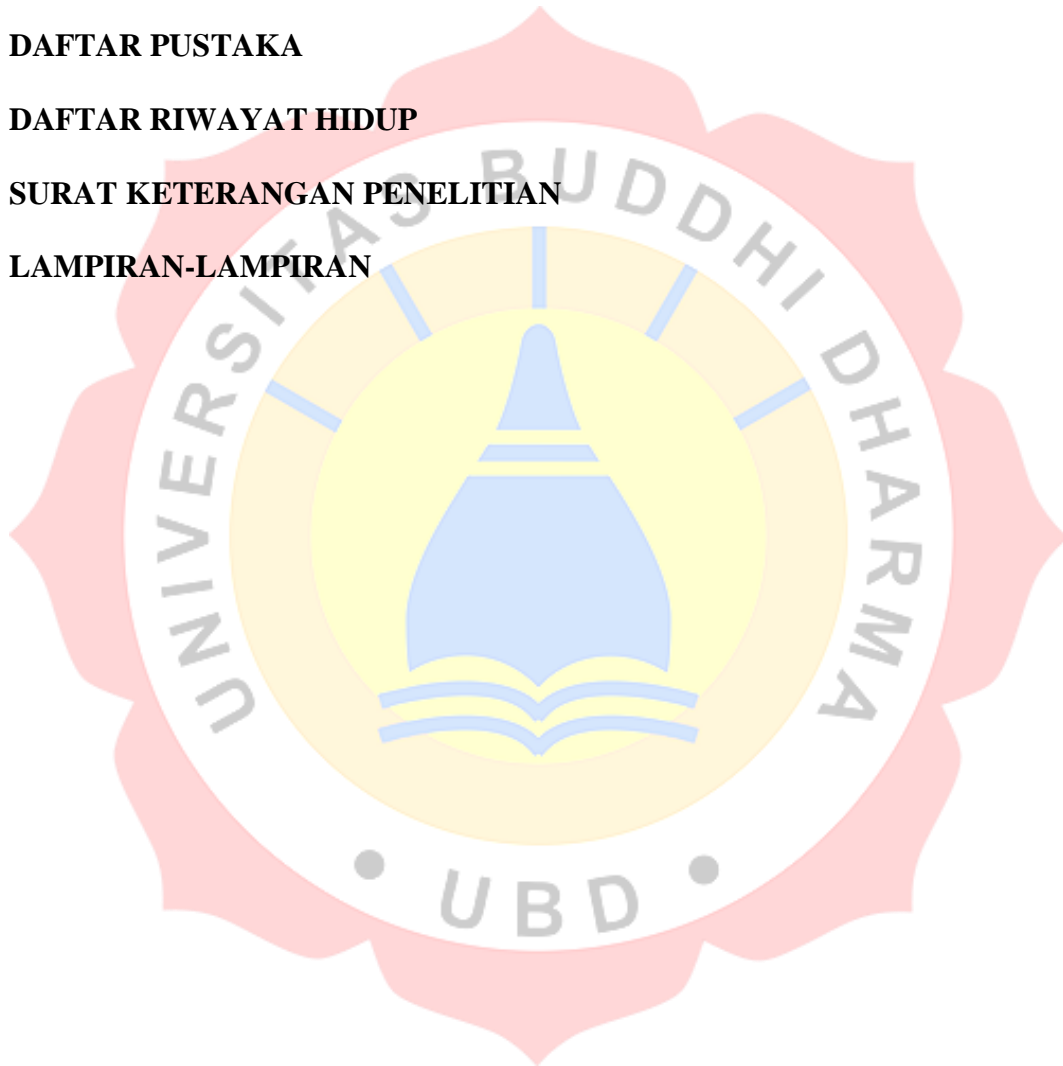 DAFTAR PUSTAKA
DAFTAR RIWAYAT HIDUP
SURAT KETERANGAN PENELITIAN
LAMPIRAN-LAMPIRAN
UNIVERSITAS BUDDHI DHARMA
• UBD •